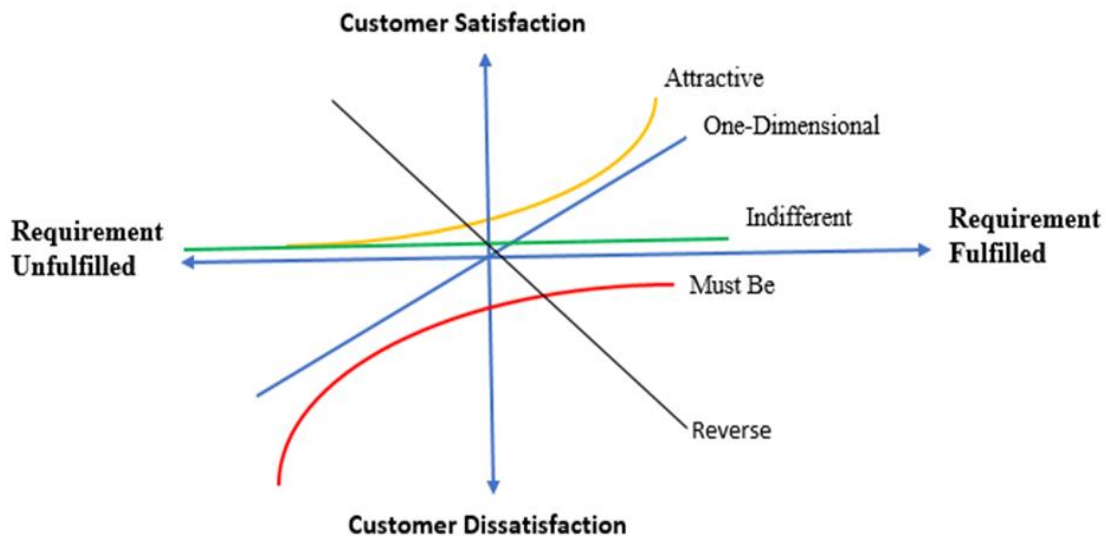 Customer Satisfaction
Attractive
One-Dimensional
Indifferent
Requirement
Unfulfilled
Requirement
Fulfilled
Must Be
Reverse
Customer Dissatisfaction